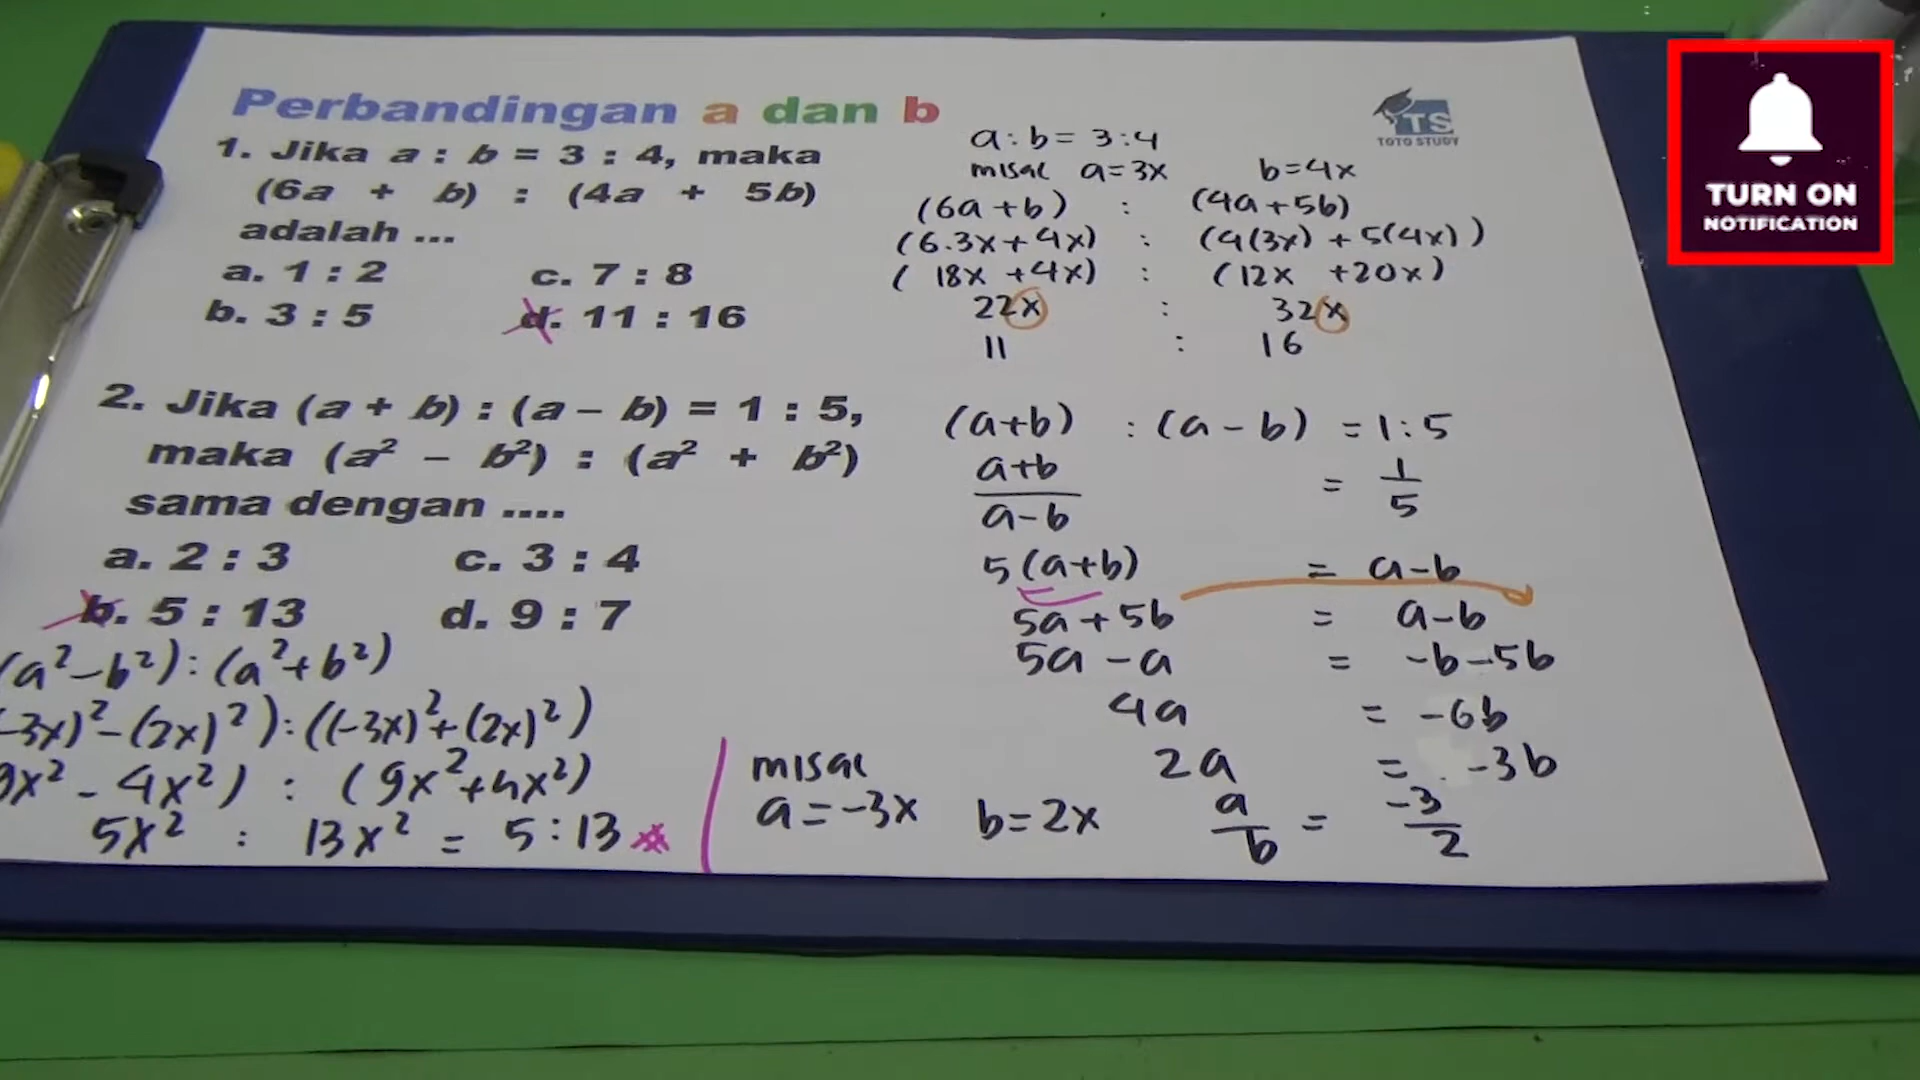 Perbandingan a dan b
1. Jika a : b = 3 : 4, maka
(6a + b) : (4a + 5b)
adalah ...
a. 1 : 2 c. 7 : 8
b. 3 : 5 d. 11 : 16
a : b = 3 : 4
misal a = 3x b = 4x
(6a + b) : (4a + 5b)
(6.3x + 4x) : (4(3x) + 5(4x))
(18x + 4x) : (12x + 20x)
22x : 32x
11 : 16
TS
TOTO STUDY
TURN ON
NOTIFICATION
2. Jika (a + b) : (a – b) = 1 : 5,
maka (a² – b²) : (a² + b²)
sama dengan ....
a. 2 : 3 c. 3 : 4
b. 5 : 13 d. 9 : 7
(a+b) : (a - b) = 1 : 5
a+b/a-b = 1/5
5(a+b) = a-b
5a + 5b = a-b
5a - a = -b-5b
4a = -6b
2a = -3b
a/b = -3/2
misal
a = -3x b = 2x
(a²-b²) : (a²+b²)
-3x)² - (2x)²) : ((-3x)² + (2x)²)
9x² - 4x²) : (9x² + 4x²)
5x² : 13x² = 5 : 13